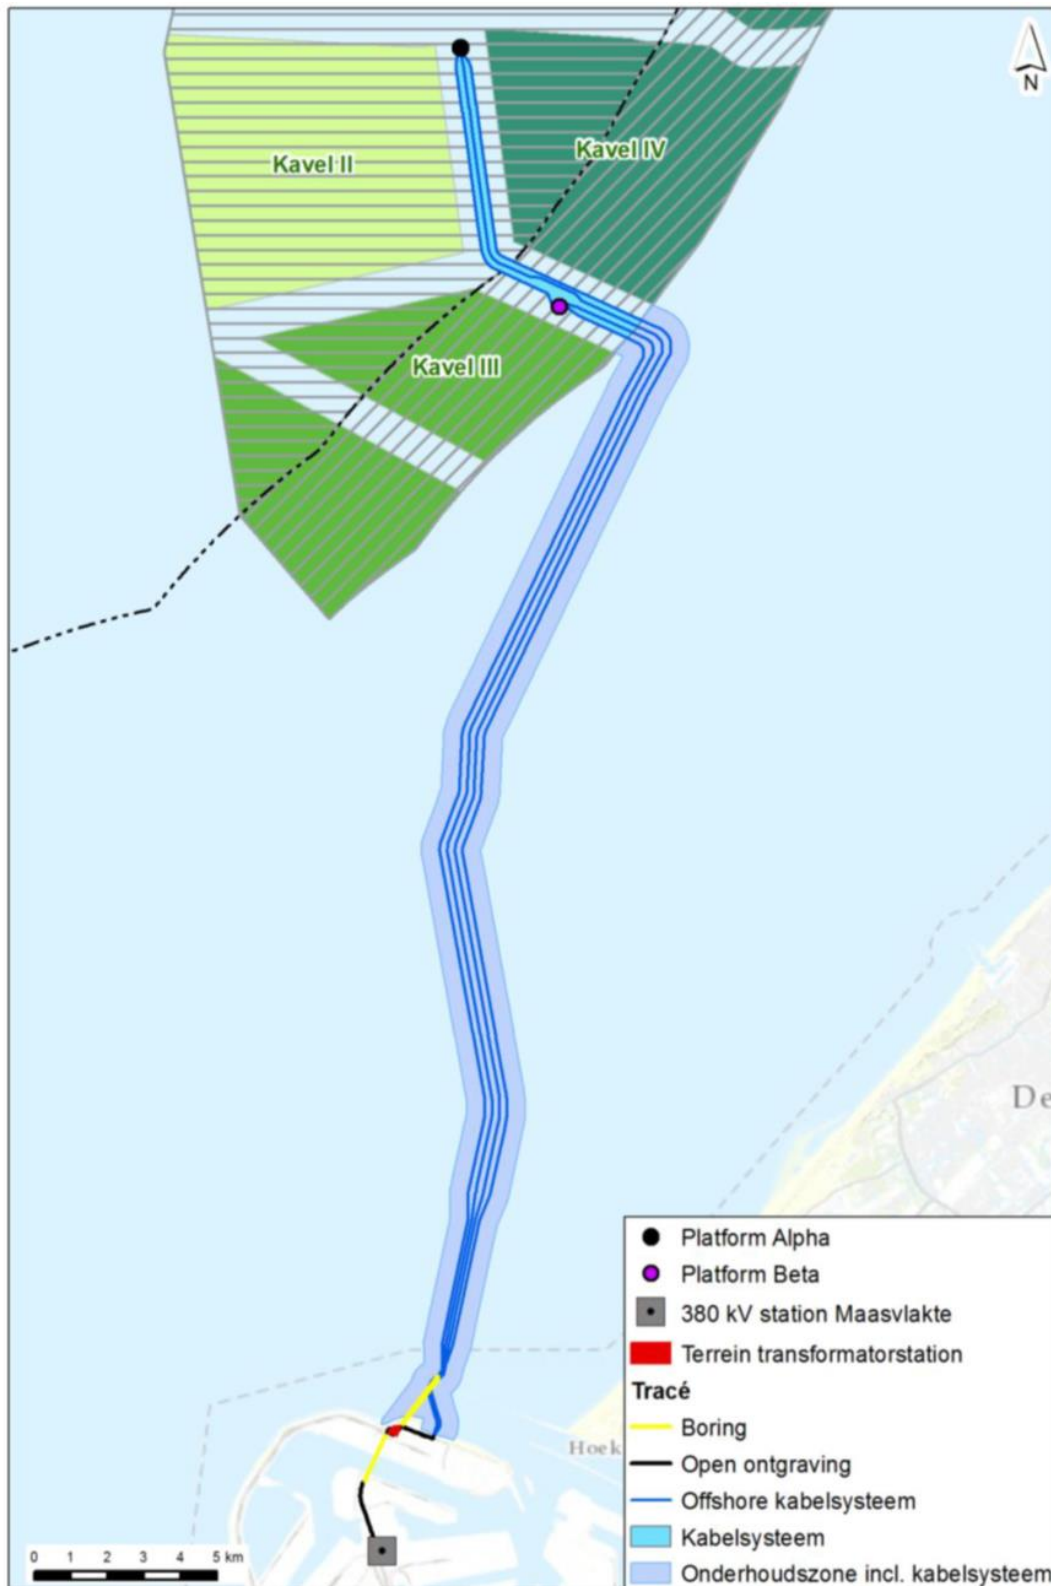 N
Kavel II
Kavel IV
Kavel III
De
Hoek
Platform Alpha
Platform Beta
380 kV station Maasvlakte
Terrein transformatorstation
Tracé
Boring
Open ontgraving
Offshore kabelsysteem
Kabelsysteem
Onderhoudszone incl. kabelsysteem
0 1 2 3 4 5 km